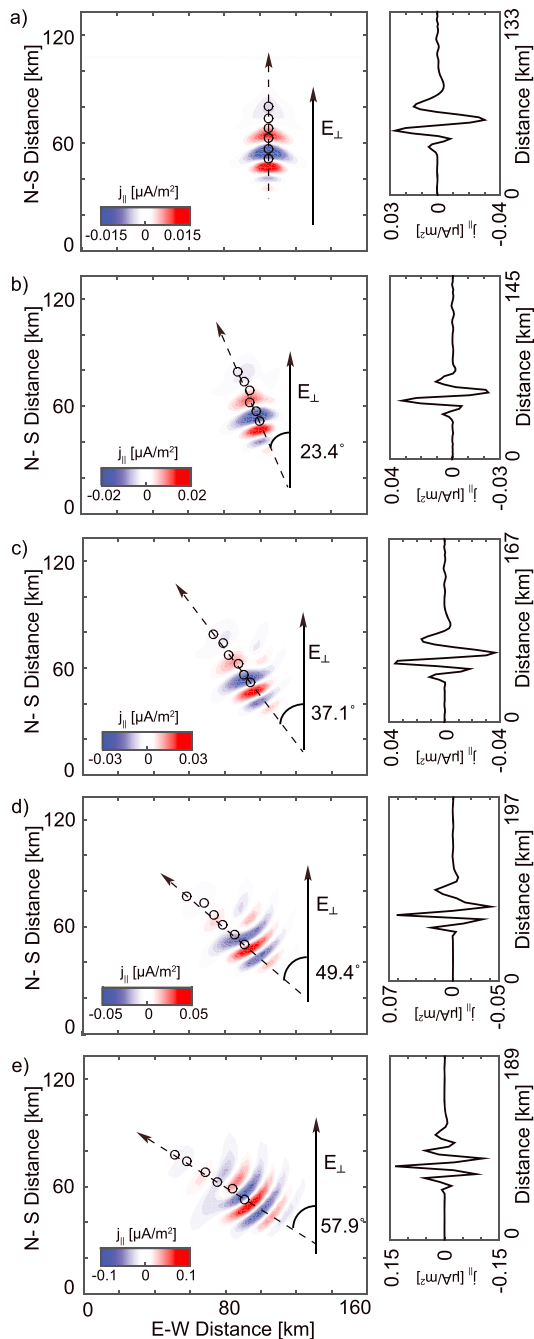 a)
N-S Distance [km]
120
60
0
E⊥
j∥ [µA/m²]
-0.015 0 0.015
133
Distance [km]
0
0.03 0 -0.04
j∥ [µA/m²]
b)
N- S Distance [km]
120
60
0
E⊥
23.4°
j∥ [µA/m²]
-0.02 0 0.02
145
Distance [km]
0
0.04 0 -0.03
j∥ [µA/m²]
c)
N- S Distance [km]
120
60
0
E⊥
37.1°
j∥ [µA/m²]
-0.03 0 0.03
167
Distance [km]
0
0.04 0 -0.04
j∥ [µA/m²]
d)
N- S Distance [km]
120
60
0
E⊥
49.4°
j∥ [µA/m²]
-0.05 0 0.05
197
Distance [km]
0
0.07 0 -0.05
j∥ [µA/m²]
e)
N- S Distance [km]
120
60
0
E⊥
57.9°
j∥ [µA/m²]
-0.1 0 0.1
0 80 160
E-W Distance [km]
189
Distance [km]
0
0.15 0 -0.15
j∥ [µA/m²]